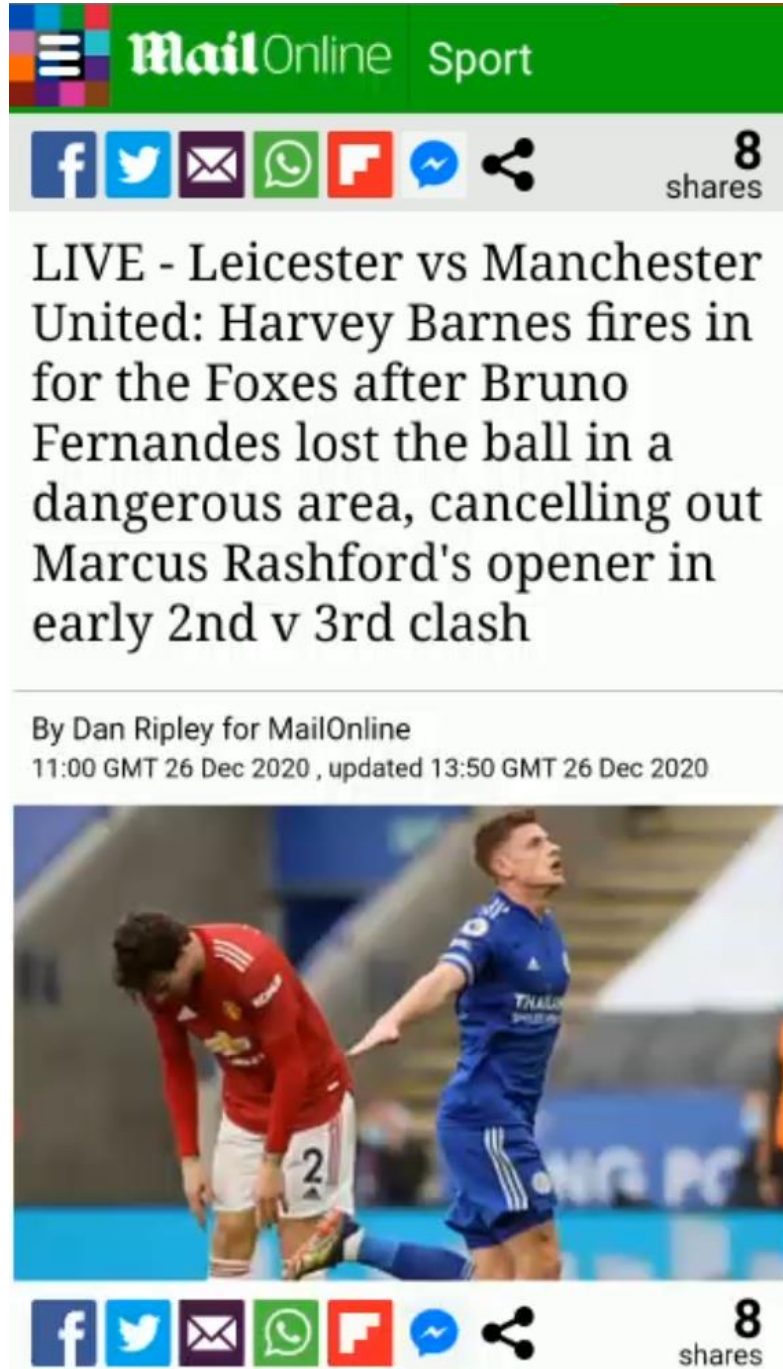 Mail Online Sport
8
shares
LIVE - Leicester vs Manchester
United: Harvey Barnes fires in
for the Foxes after Bruno
Fernandes lost the ball in a
dangerous area, cancelling out
Marcus Rashford's opener in
early 2nd v 3rd clash
By Dan Ripley for MailOnline
11:00 GMT 26 Dec 2020 , updated 13:50 GMT 26 Dec 2020
2
8
shares